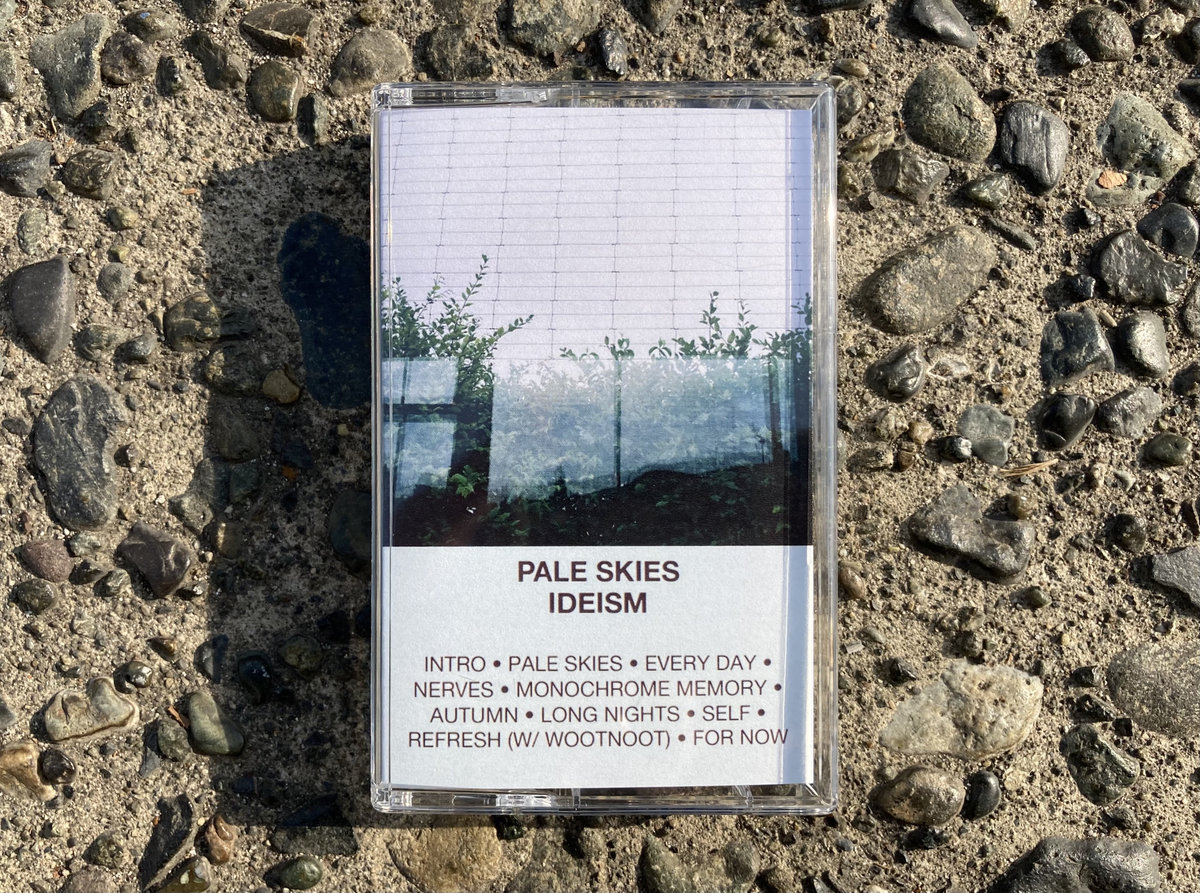 PALE SKIES
IDEISM
INTRO • PALE SKIES • EVERY DAY •
NERVES • MONOCHROME MEMORY •
AUTUMN • LONG NIGHTS • SELF •
REFRESH (W/ WOOTNOOT) • FOR NOW